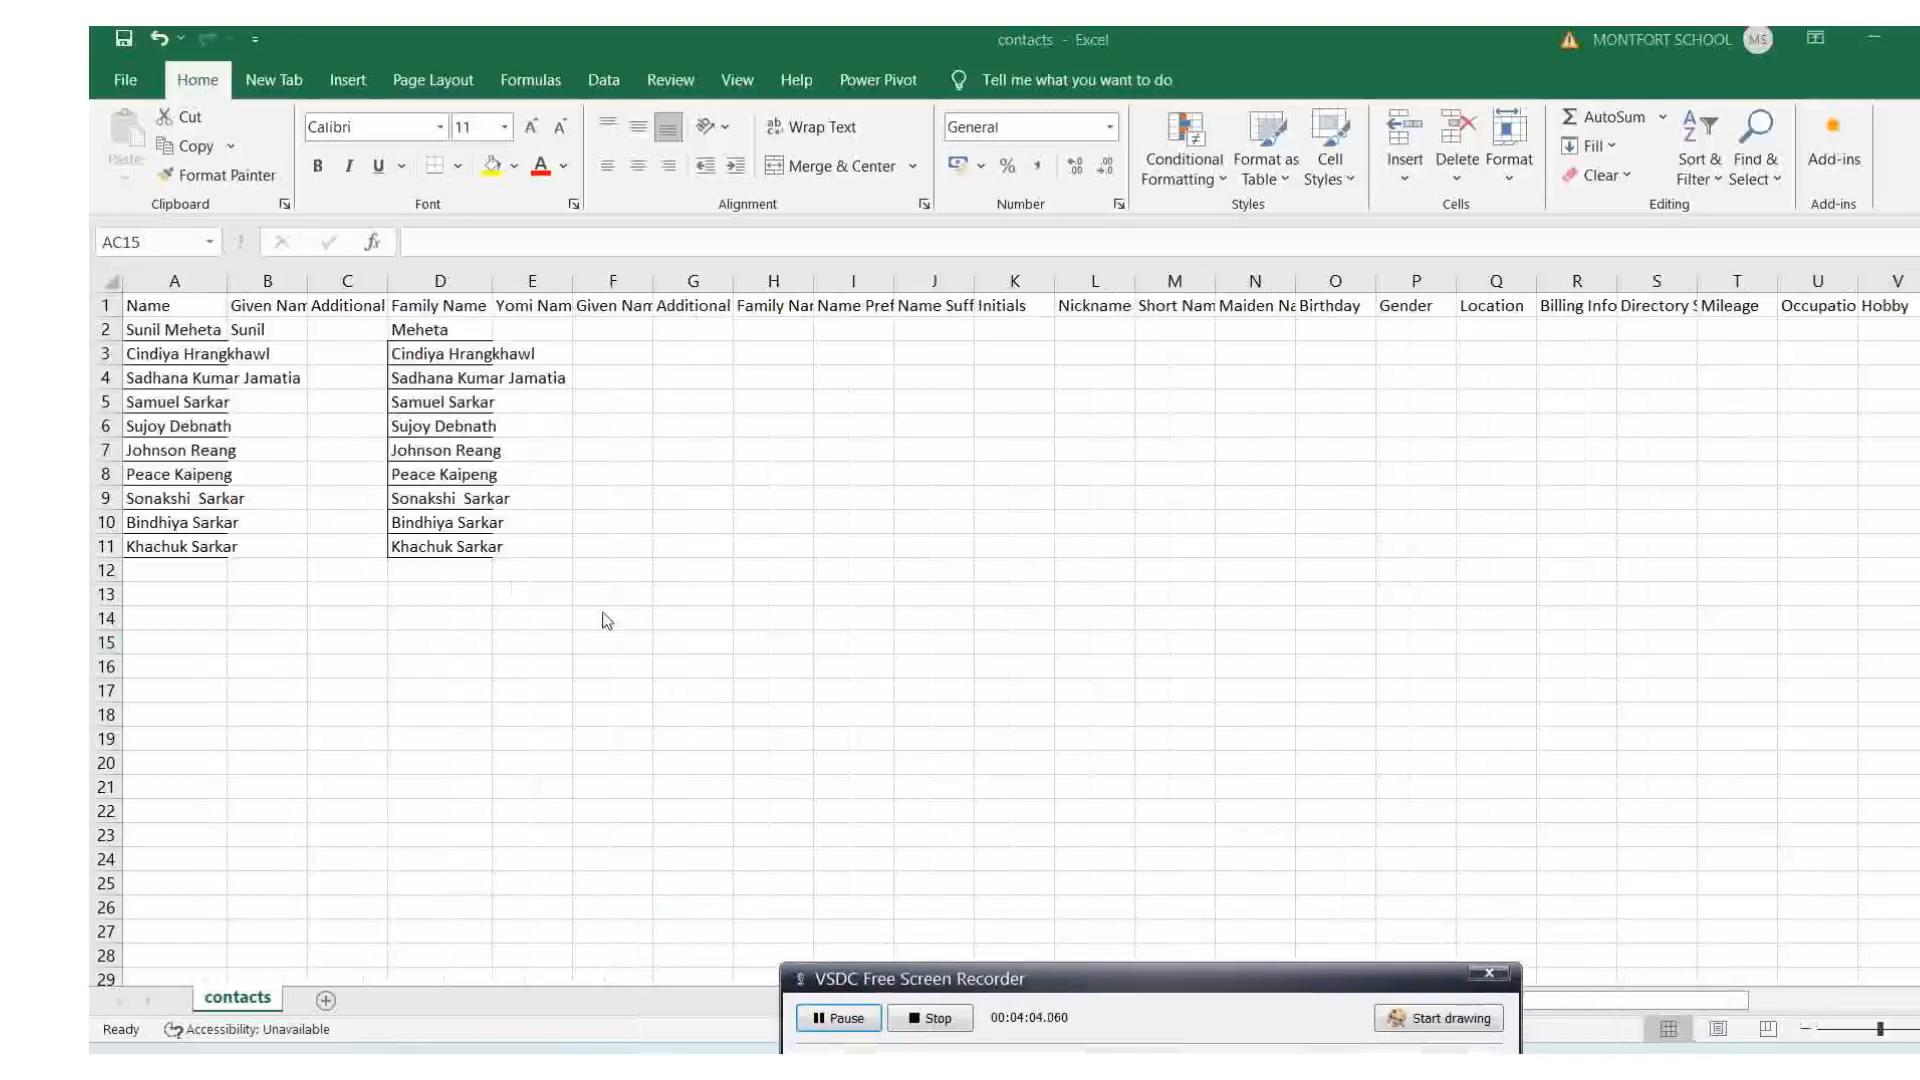 contacts - Excel
MONTFORT SCHOOL MS
File Home New Tab Insert Page Layout Formulas Data Review View Help Power Pivot Tell me what you want to do
Paste Cut
Copy
Format Painter
Clipboard
Calibri 11
B I U
Font
Wrap Text
Merge & Center
Alignment
General
%
Number
Conditional Formatting
Format as Table
Cell Styles
Styles
Insert Delete Format
Cells
AutoSum
Fill
Clear
Sort & Filter
Find & Select
Editing
Add-ins
Add-ins
AC15 fx
A B C D E F G H I J K L M N O P Q R S T U V
1 Name Given Nam Additional Family Name Yomi Nam Given Nam Additional Family Nar Name Pref Name Suff Initials Nickname Short Nam Maiden Na Birthday Gender Location Billing Info Directory S Mileage Occupatio Hobby
2 Sunil Meheta Sunil Meheta
3 Cindiya Hrangkhawl Cindiya Hrangkhawl
4 Sadhana Kumar Jamatia Sadhana Kumar Jamatia
5 Samuel Sarkar Samuel Sarkar
6 Sujoy Debnath Sujoy Debnath
7 Johnson Reang Johnson Reang
8 Peace Kaipeng Peace Kaipeng
9 Sonakshi  Sarkar Sonakshi  Sarkar
10 Bindhiya Sarkar Bindhiya Sarkar
11 Khachuk Sarkar Khachuk Sarkar
12
13
14
15
16
17
18
19
20
21
22
23
24
25
26
27
28
29
contacts
Ready Accessibility: Unavailable
VSDC Free Screen Recorder
Pause Stop 00:04:04.060 Start drawing